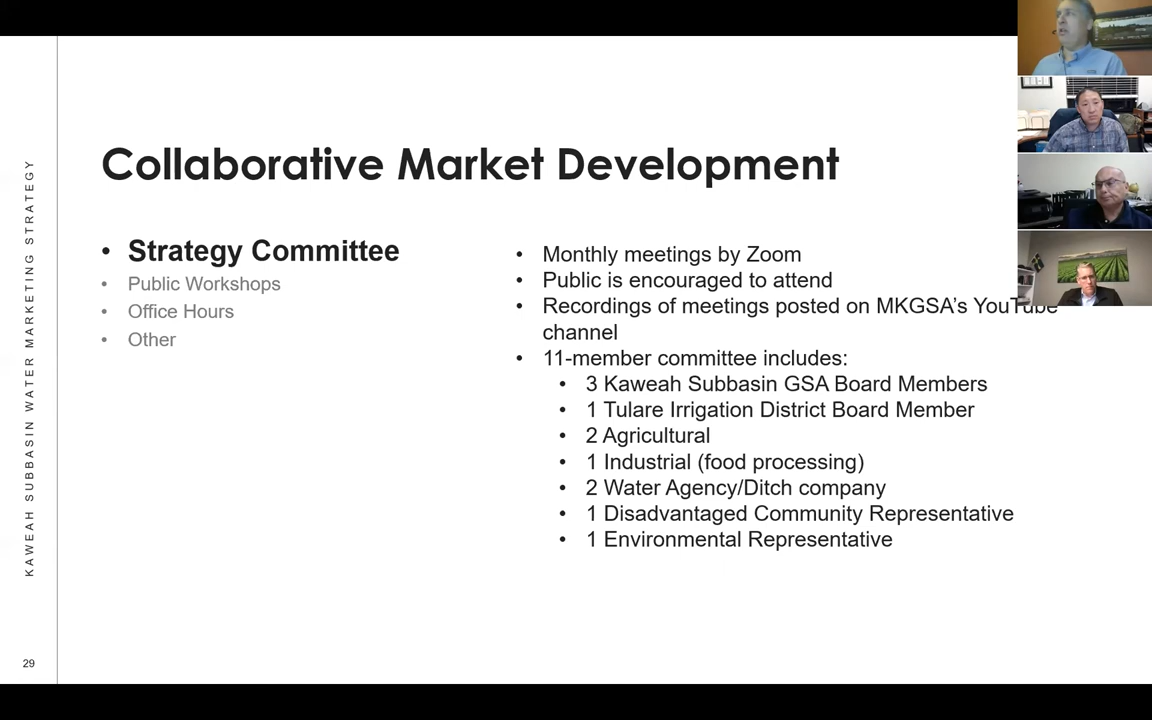 Collaborative Market Development
• Strategy Committee
• Public Workshops
• Office Hours
• Other
• Monthly meetings by Zoom
• Public is encouraged to attend
• Recordings of meetings posted on MKGSA's YouTube
channel
• 11-member committee includes:
• 3 Kaweah Subbasin GSA Board Members
• 1 Tulare Irrigation District Board Member
• 2 Agricultural
• 1 Industrial (food processing)
• 2 Water Agency/Ditch company
• 1 Disadvantaged Community Representative
• 1 Environmental Representative
KAWEAH SUBBASIN WATER MARKETING STRATEGY
29